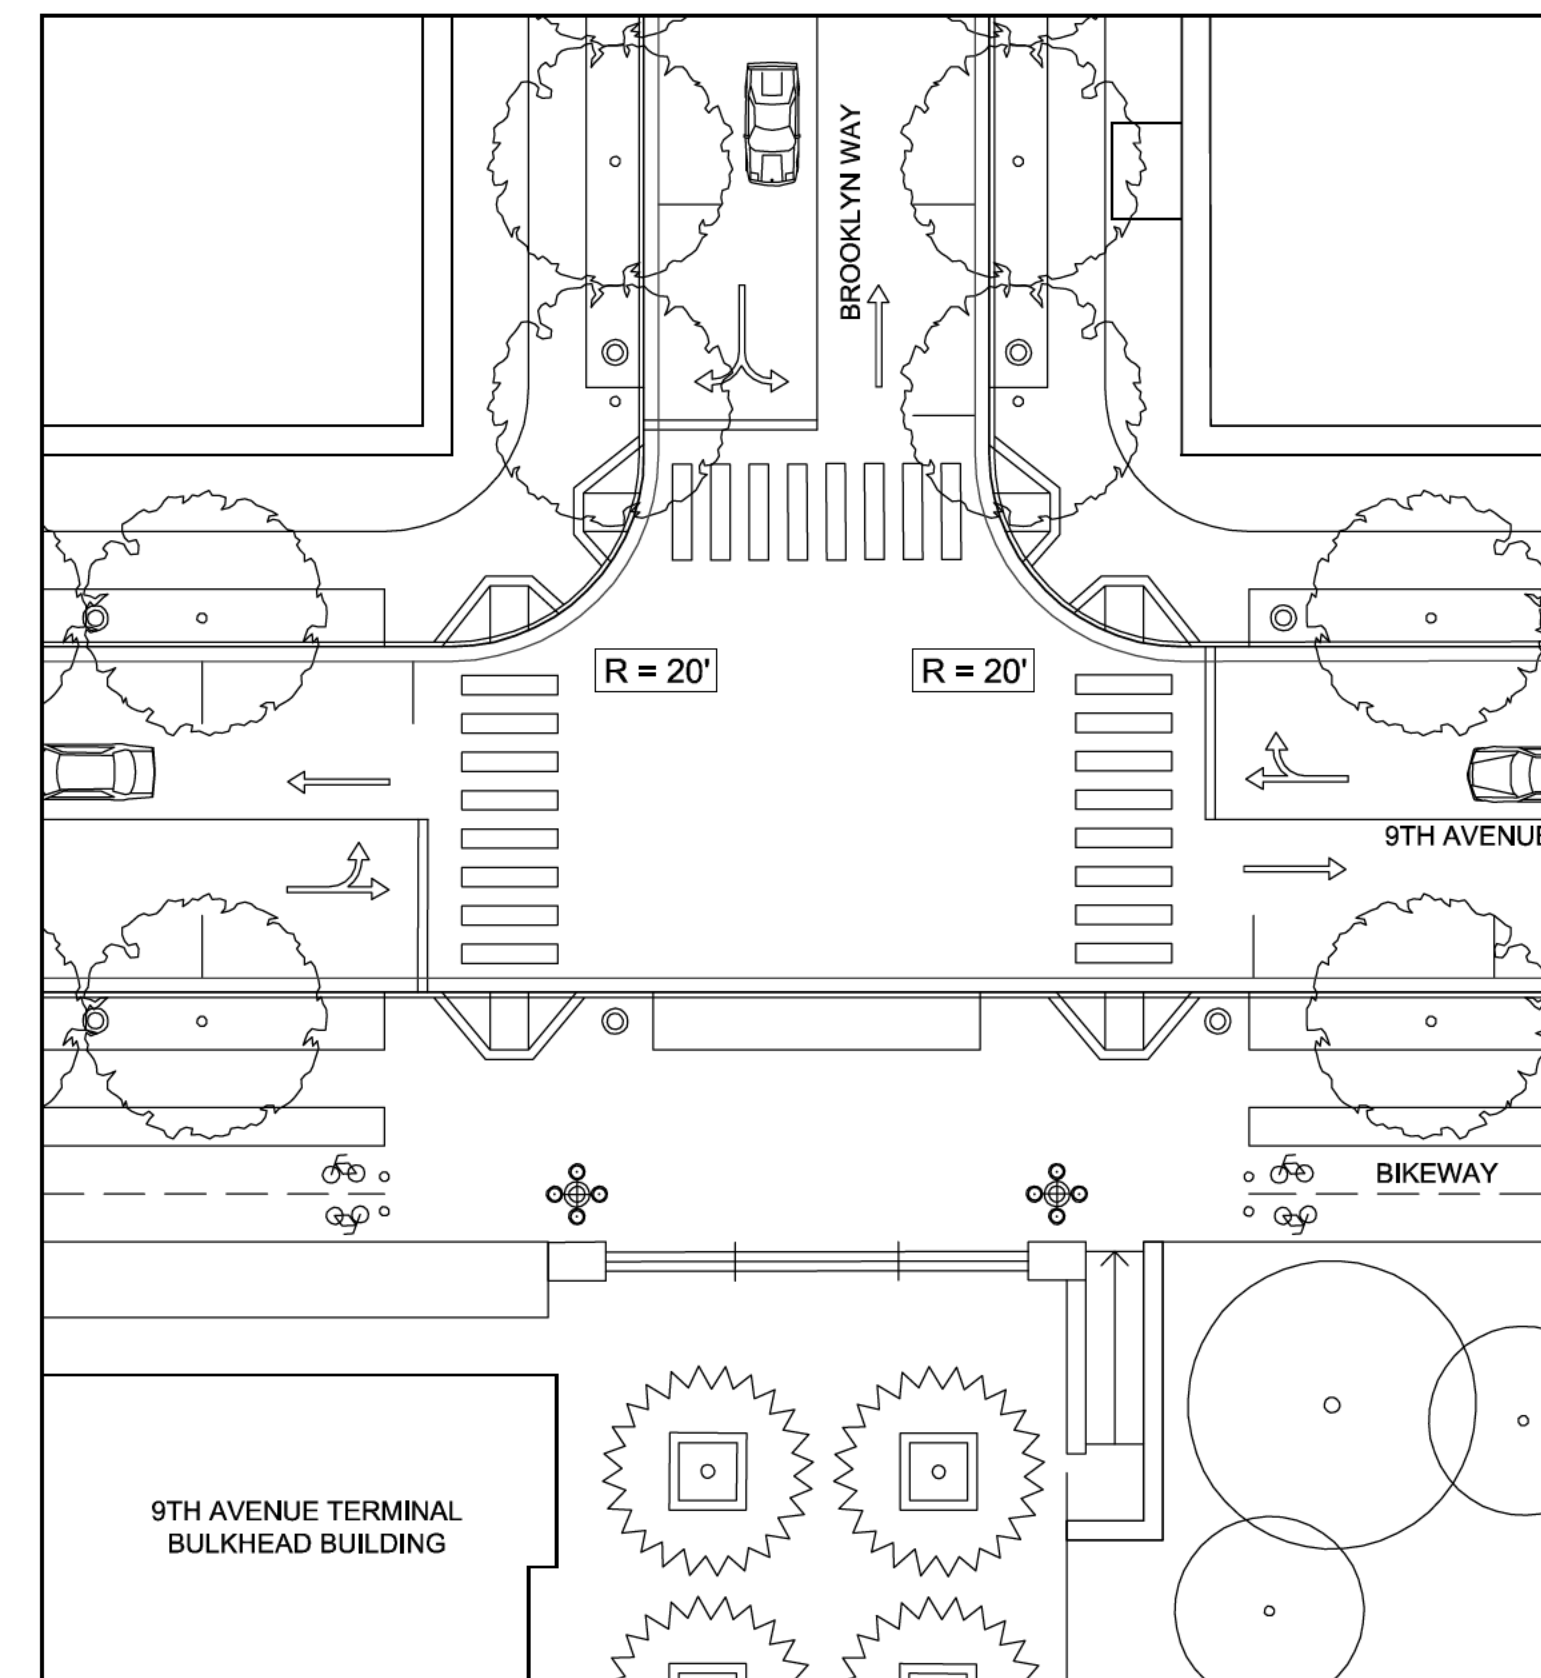 BROOKLYN WAY
R = 20'
R = 20'
9TH AVENUE
BIKEWAY
9TH AVENUE TERMINAL
BULKHEAD BUILDING